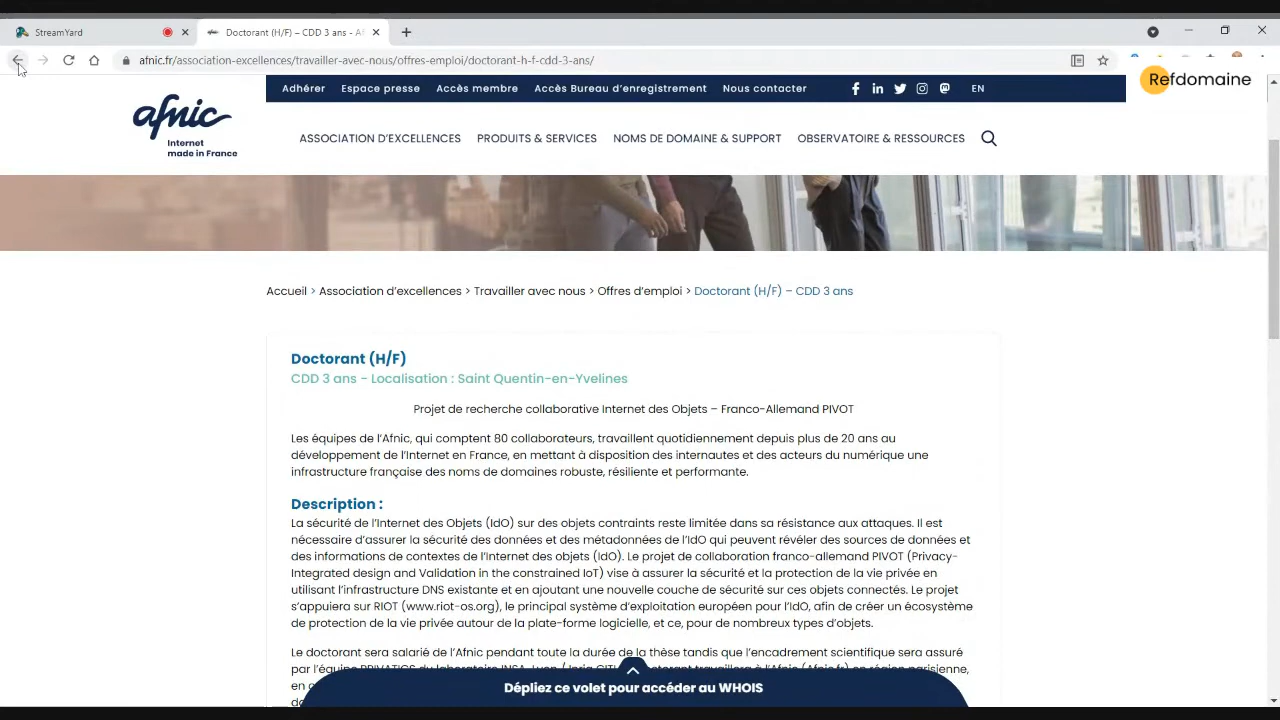 StreamYard
Doctorant (H/F) – CDD 3 ans - Af
afnic.fr/association-excellences/travailler-avec-nous/offres-emploi/doctorant-h-f-cdd-3-ans/
Refdomaine
Adhérer Espace presse Accès membre Accès Bureau d'enregistrement Nous contacter EN
afnic
Internet
made in France
ASSOCIATION D'EXCELLENCES PRODUITS & SERVICES NOMS DE DOMAINE & SUPPORT OBSERVATOIRE & RESSOURCES
Accueil > Association d'excellences > Travailler avec nous > Offres d'emploi > Doctorant (H/F) – CDD 3 ans
Doctorant (H/F)
CDD 3 ans - Localisation : Saint Quentin-en-Yvelines
Projet de recherche collaborative Internet des Objets – Franco-Allemand PIVOT
Les équipes de l'Afnic, qui comptent 80 collaborateurs, travaillent quotidiennement depuis plus de 20 ans au
développement de l'Internet en France, en mettant à disposition des internautes et des acteurs du numérique une
infrastructure française des noms de domaines robuste, résiliente et performante.
Description :
La sécurité de l'Internet des Objets (IdO) sur des objets contraints reste limitée dans sa résistance aux attaques. Il est
nécessaire d'assurer la sécurité des données et des métadonnées de l'IdO qui peuvent révéler des sources de données et
des informations de contextes de l'Internet des objets (IdO). Le projet de collaboration franco-allemand PIVOT (Privacy-
Integrated design and Validation in the constrained IoT) vise à assurer la sécurité et la protection de la vie privée en
utilisant l'infrastructure DNS existante et en ajoutant une nouvelle couche de sécurité sur ces objets connectés. Le projet
s'appuiera sur RIOT (www.riot-os.org), le principal système d'exploitation européen pour l'IdO, afin de créer un écosystème
de protection de la vie privée autour de la plate-forme logicielle, et ce, pour de nombreux types d'objets.
Le doctorant sera salarié de l'Afnic pendant toute la durée de la thèse tandis que l'encadrement scientifique sera assuré
par l'équipe
Dépliez ce volet pour accéder au WHOIS